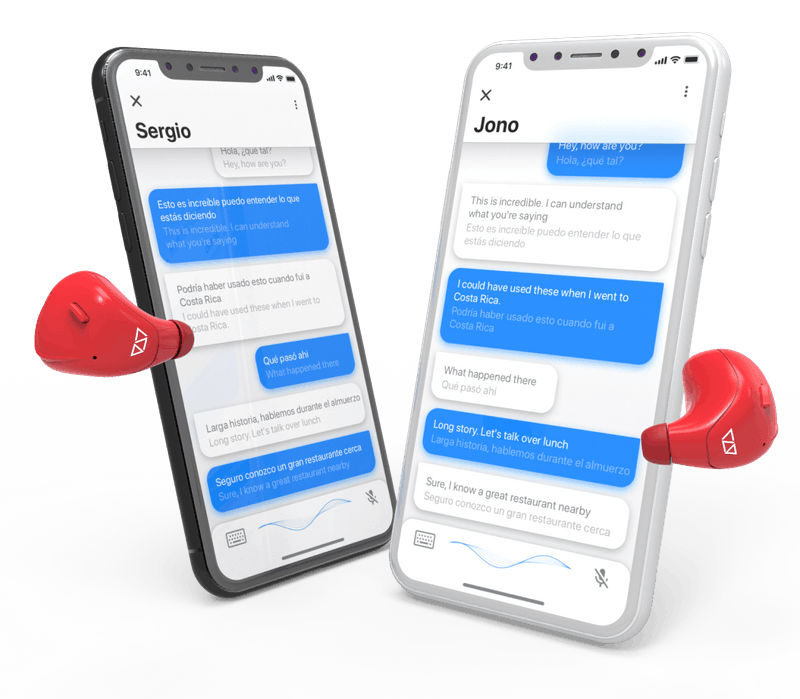 9:41
Sergio
Hola, ¿qué tal?
Hey, how are you?
Esto es increíble puedo entender lo que
estás diciendo
This is incredible. I can understand
what you're saying
Podría haber usado esto cuando fui a
Costa Rica
I could have used these when I went to
Costa Rica.
Qué pasó ahi
What happened there
Larga historia, hablemos durante el almuerzo
Long story. Let's talk over lunch
Seguro conozco un gran restaurante cerca
Sure, I know a great restaurant nearby
9:41
Jono
Hey, how are you?
Hola, ¿qué tal?
This is incredible. I can understand
what you're saying
Esto es increíble puedo entender lo que
estás diciendo
I could have used these when I went to
Costa Rica.
Podría haber usado esto cuando fui a
Costa Rica
What happened there
Qué pasó ahi
Long story. Let's talk over lunch
Larga historia, hablemos durante el almuerzo
Sure, I know a great restaurant nearby
Seguro conozco un gran restaurante cerca